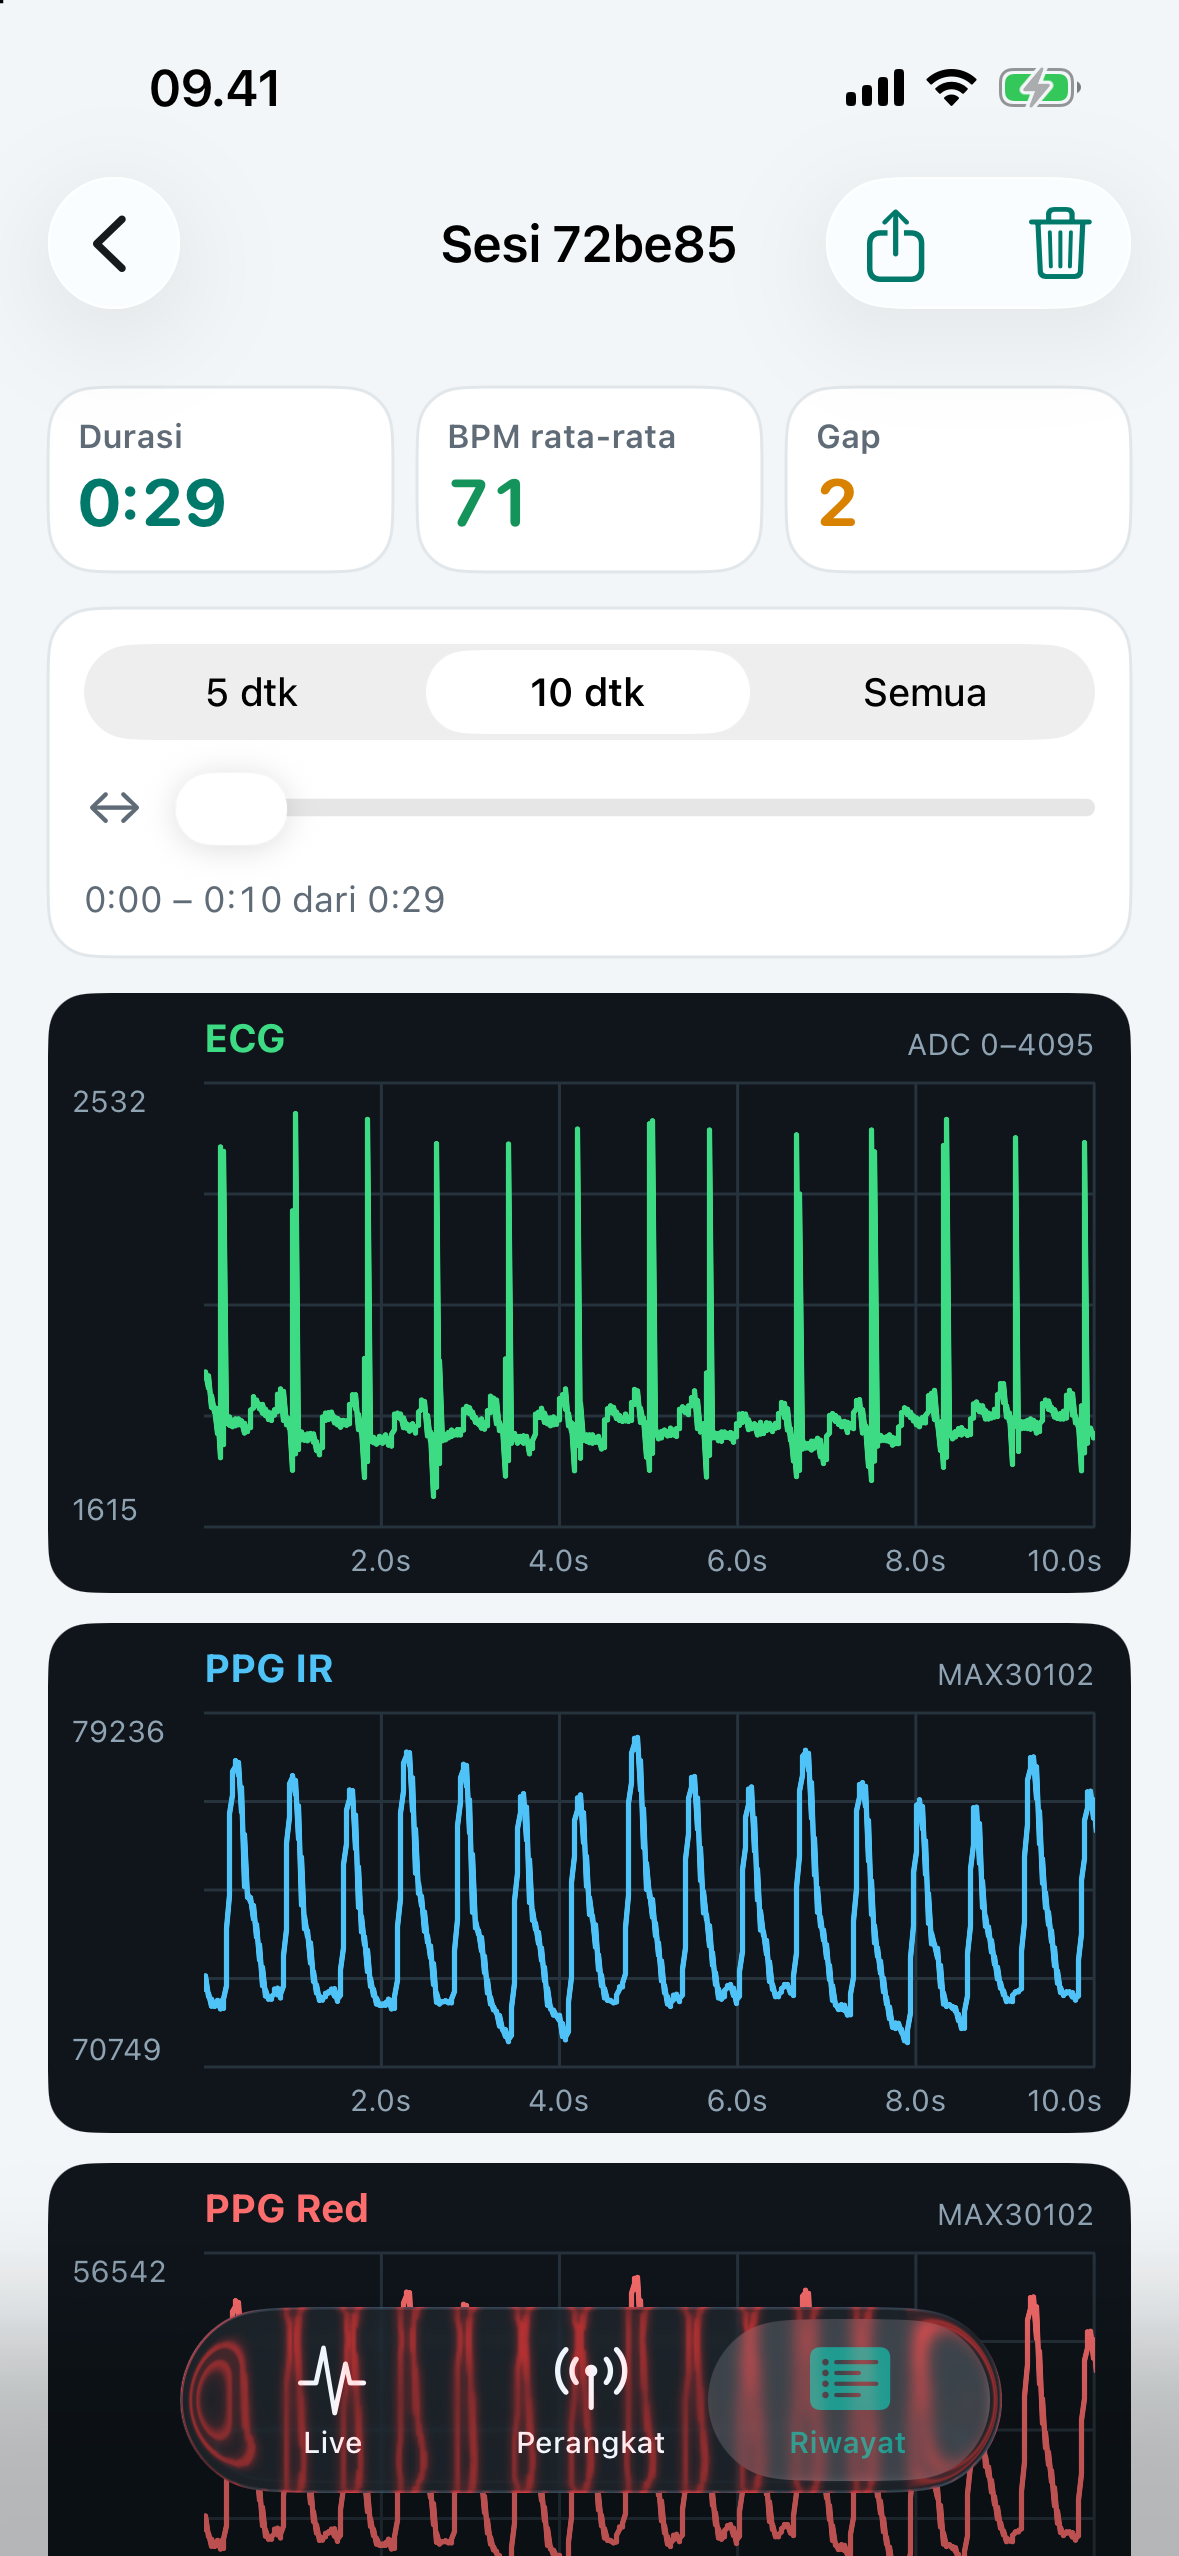 09.41
Sesi 72be85
Durasi
0:29
BPM rata-rata
71
Gap
2
5 dtk
10 dtk
Semua
0:00 – 0:10 dari 0:29
ECG
ADC 0–4095
2532
1615
2.0s 4.0s 6.0s 8.0s 10.0s
PPG IR
MAX30102
79236
70749
2.0s 4.0s 6.0s 8.0s 10.0s
PPG Red
MAX30102
56542
Live
Perangkat
Riwayat